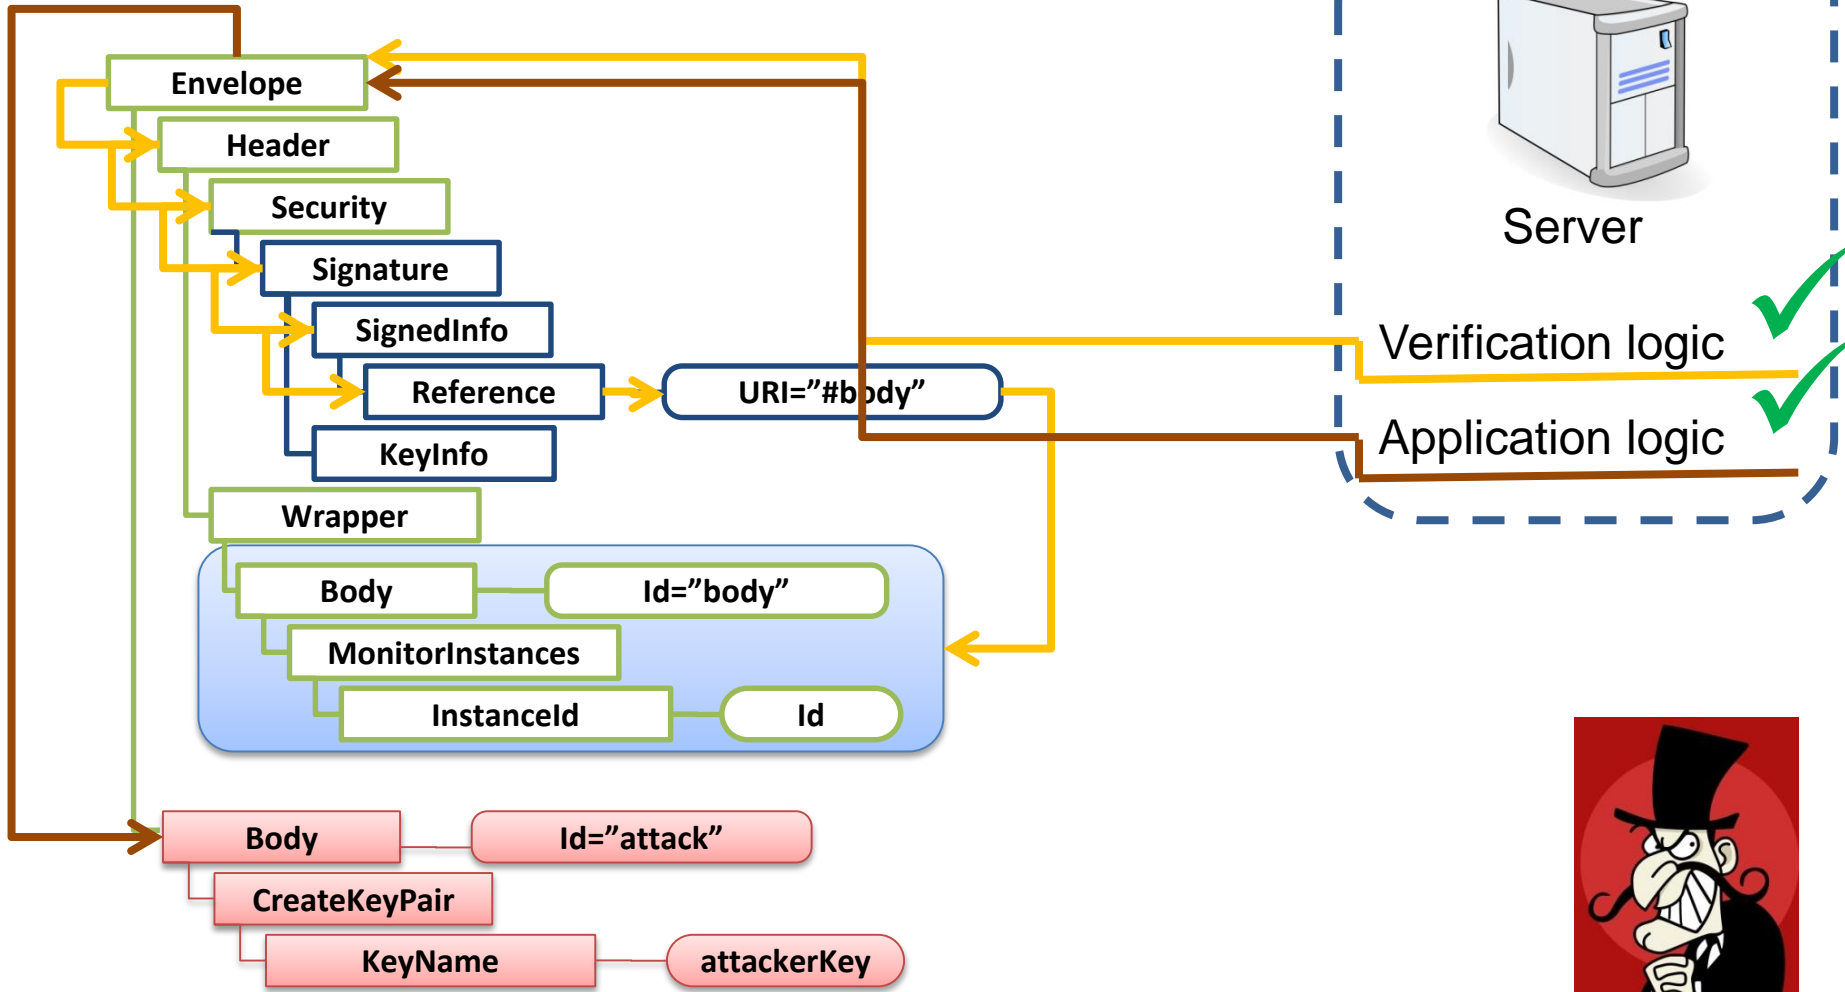 Envelope
Header
Security
Server
Signature
SignedInfo
Verification logic
Reference
URI=”#body”
Application logic
KeyInfo
Wrapper
Body
Id=”body”
MonitorInstances
InstanceId
Id
Body
Id=”attack”
CreateKeyPair
KeyName
attackerKey